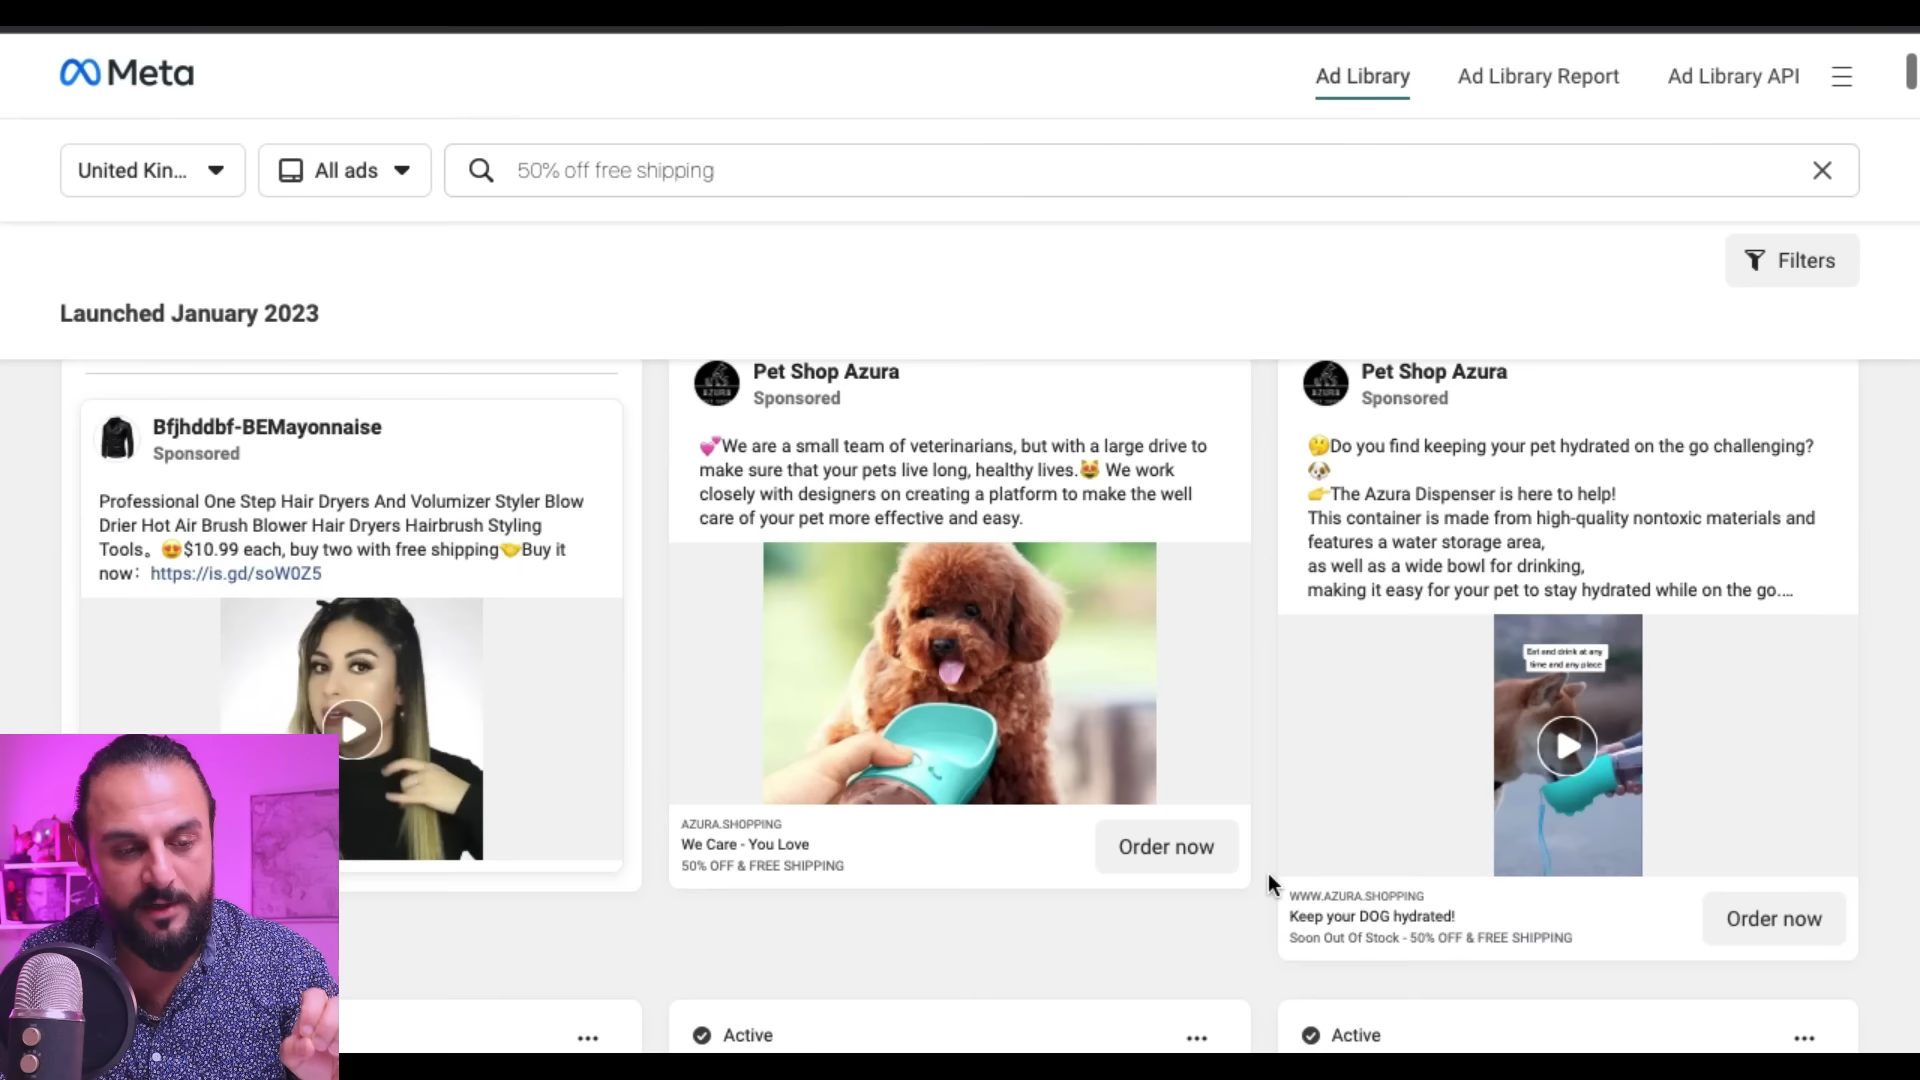 Meta
Ad Library
Ad Library Report
Ad Library API
United Kin...
All ads
50% off free shipping
Filters
Launched January 2023
Bfjhddbf-BEMayonnaise
Sponsored
Professional One Step Hair Dryers And Volumizer Styler Blow
Drier Hot Air Brush Blower Hair Dryers Hairbrush Styling
Tools。😍$10.99 each, buy two with free shipping🤝Buy it
now： https://is.gd/soW0Z5
Pet Shop Azura
Sponsored
💕We are a small team of veterinarians, but with a large drive to
make sure that your pets live long, healthy lives.😻 We work
closely with designers on creating a platform to make the well
care of your pet more effective and easy.
AZURA.SHOPPING
We Care - You Love
50% OFF & FREE SHIPPING
Order now
Pet Shop Azura
Sponsored
🤔Do you find keeping your pet hydrated on the go challenging?
🐶
👉The Azura Dispenser is here to help!
This container is made from high-quality nontoxic materials and
features a water storage area,
as well as a wide bowl for drinking,
making it easy for your pet to stay hydrated while on the go....
Eat and drink at any
time and any place
WWW.AZURA.SHOPPING
Keep your DOG hydrated!
Soon Out Of Stock - 50% OFF & FREE SHIPPING
Order now
Active
Active